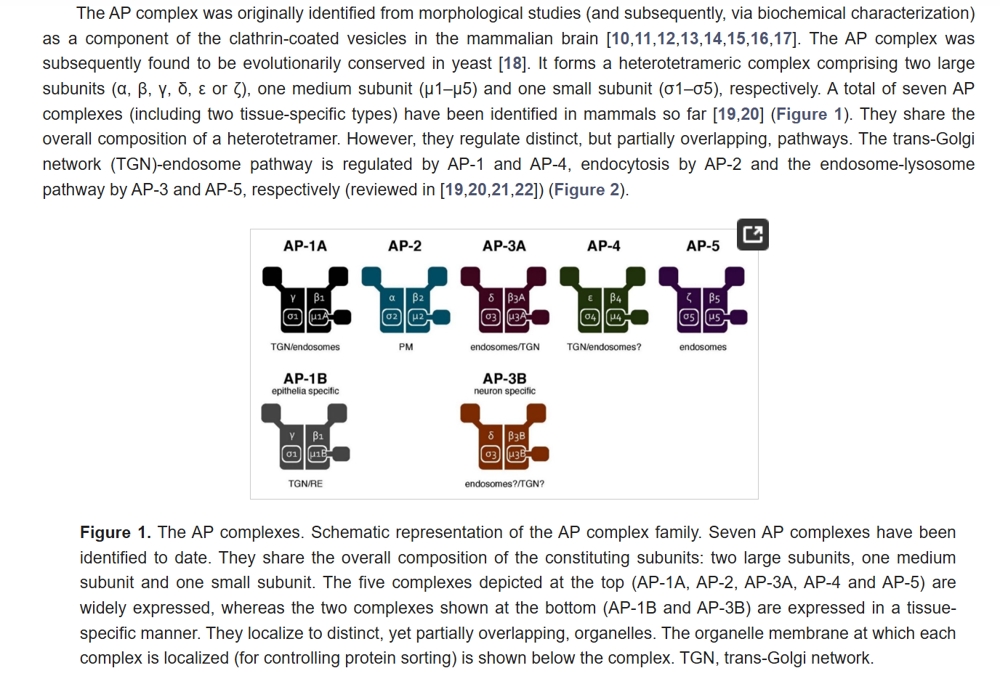 The AP complex was originally identified from morphological studies (and subsequently, via biochemical characterization)
as a component of the clathrin-coated vesicles in the mammalian brain [10,11,12,13,14,15,16,17]. The AP complex was
subsequently found to be evolutionarily conserved in yeast [18]. It forms a heterotetrameric complex comprising two large
subunits (α, β, γ, δ, ε or ζ), one medium subunit (μ1–μ5) and one small subunit (σ1–σ5), respectively. A total of seven AP
complexes (including two tissue-specific types) have been identified in mammals so far [19,20] (Figure 1). They share the
overall composition of a heterotetramer. However, they regulate distinct, but partially overlapping, pathways. The trans-Golgi
network (TGN)-endosome pathway is regulated by AP-1 and AP-4, endocytosis by AP-2 and the endosome-lysosome
pathway by AP-3 and AP-5, respectively (reviewed in [19,20,21,22]) (Figure 2).
AP-1A AP-2 AP-3A AP-4 AP-5
γ β1 α β2 δ β3A ε β4 ζ β5
σ1 μ1A σ2 μ2 σ3 μ3A σ4 μ4 σ5 μ5
TGN/endosomes PM endosomes/TGN TGN/endosomes? endosomes
AP-1B AP-3B
epithelia specific neuron specific
γ β1 δ β3B
σ1 μ1B σ3 μ3B
TGN/RE endosomes?/TGN?
Figure 1. The AP complexes. Schematic representation of the AP complex family. Seven AP complexes have been
identified to date. They share the overall composition of the constituting subunits: two large subunits, one medium
subunit and one small subunit. The five complexes depicted at the top (AP-1A, AP-2, AP-3A, AP-4 and AP-5) are
widely expressed, whereas the two complexes shown at the bottom (AP-1B and AP-3B) are expressed in a tissue-
specific manner. They localize to distinct, yet partially overlapping, organelles. The organelle membrane at which each
complex is localized (for controlling protein sorting) is shown below the complex. TGN, trans-Golgi network.